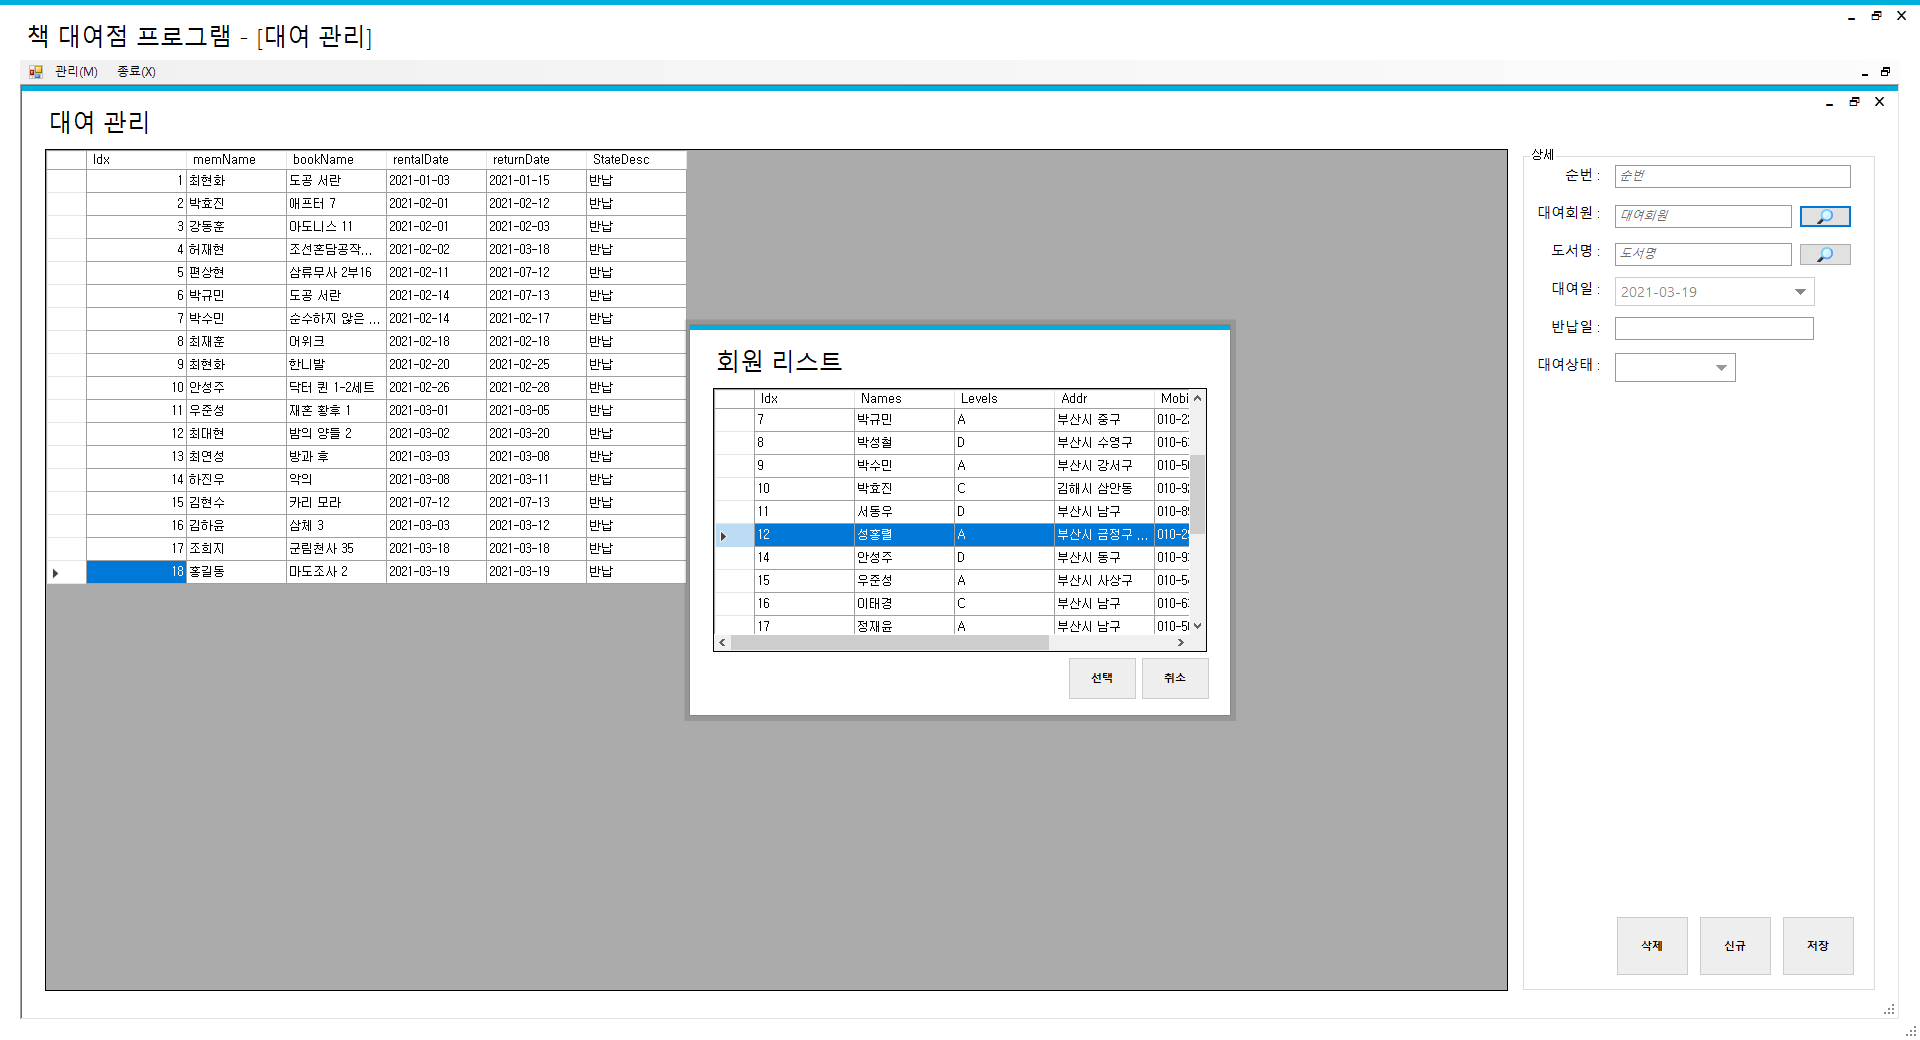 책 대여점 프로그램 - [대여 관리]
관리(M) 종료(X)
대여 관리
Idx memName bookName rentalDate returnDate StateDesc
1 최현화 도공 서란 2021-01-03 2021-01-15 반납
2 박효진 애프터 7 2021-02-01 2021-02-12 반납
3 강동훈 아도니스 11 2021-02-01 2021-02-03 반납
4 허재현 조선혼담공작... 2021-02-02 2021-03-18 반납
5 편상현 삼류무사 2부16 2021-02-11 2021-07-12 반납
6 박규민 도공 서란 2021-02-14 2021-07-13 반납
7 박수민 순수하지 않은 ... 2021-02-14 2021-02-17 반납
8 최재훈 어위크 2021-02-18 2021-02-18 반납
9 최현화 한니발 2021-02-20 2021-02-25 반납
10 안성주 닥터 퀸 1-2세트 2021-02-26 2021-02-28 반납
11 우준성 재혼 황후 1 2021-03-01 2021-03-05 반납
12 최대현 밤의 양들 2 2021-03-02 2021-03-20 반납
13 최연성 방과 후 2021-03-03 2021-03-08 반납
14 하진우 악의 2021-03-08 2021-03-11 반납
15 김현수 카리 모라 2021-07-12 2021-07-13 반납
16 김하윤 삼체 3 2021-03-03 2021-03-12 반납
17 조희지 군림천사 35 2021-03-18 2021-03-18 반납
18 홍길동 마도조사 2 2021-03-19 2021-03-19 반납
회원 리스트
Idx Names Levels Addr Mobi
7 박규민 A 부산시 중구 010-2
8 박성철 D 부산시 수영구 010-6
9 박수민 A 부산시 강서구 010-5
10 박효진 C 김해시 삼안동 010-9
11 서동우 D 부산시 남구 010-8
12 성홍렬 A 부산시 금정구 ... 010-2
14 안성주 D 부산시 동구 010-9
15 우준성 A 부산시 사상구 010-5
16 이태경 C 부산시 남구 010-6
17 정재윤 A 부산시 남구 010-5
선택 취소
상세
순번 : 순번
대여회원 : 대여회원
도서명 : 도서명
대여일 : 2021-03-19
반납일 :
대여상태 :
삭제 신규 저장